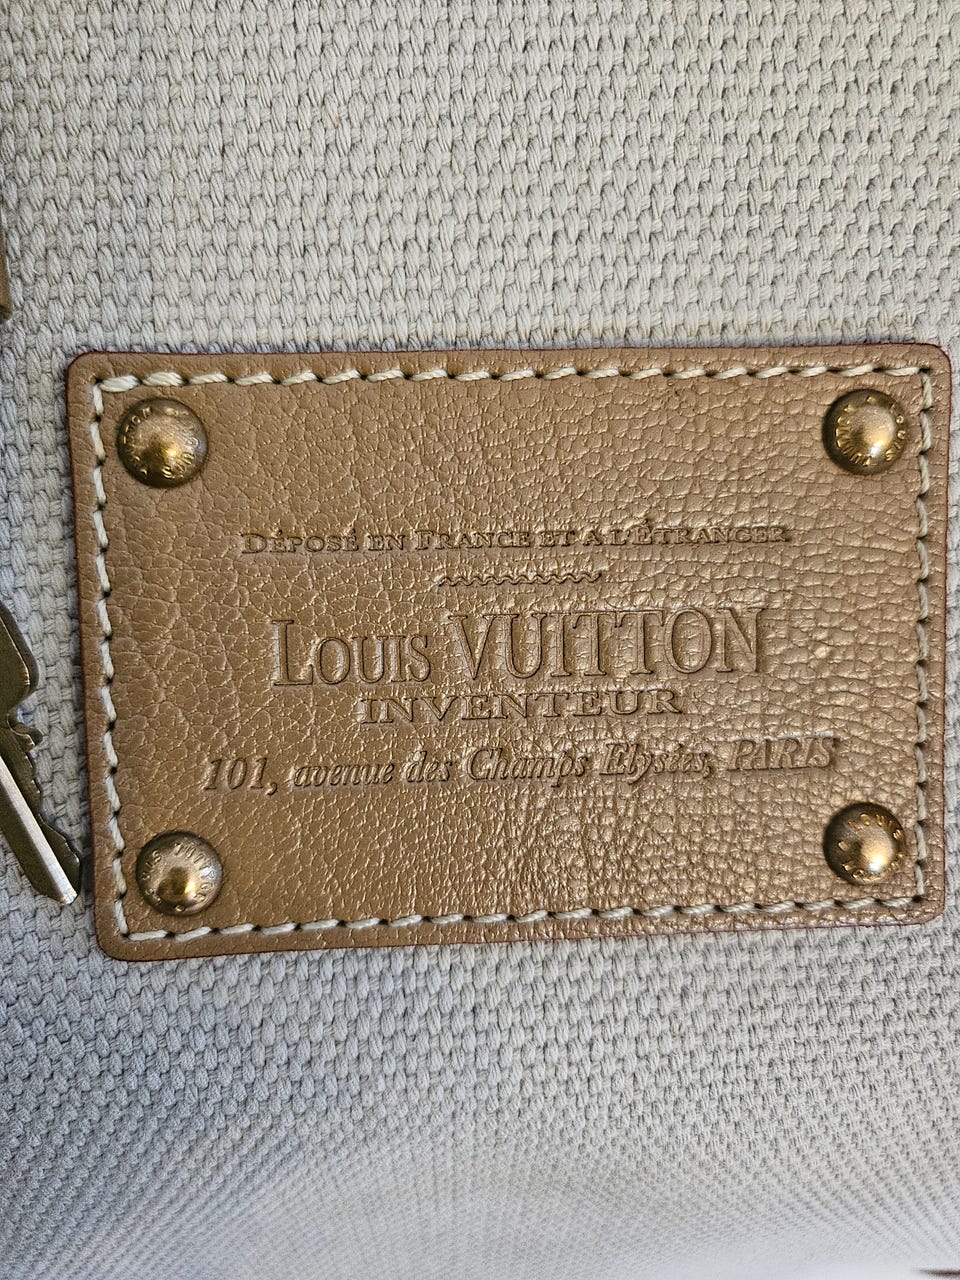 DÉPOSÉ EN FRANCE ET A L'ÉTRANGER
LOUIS VUITTON
INVENTEUR
101, avenue des Champs Elysées, PARIS